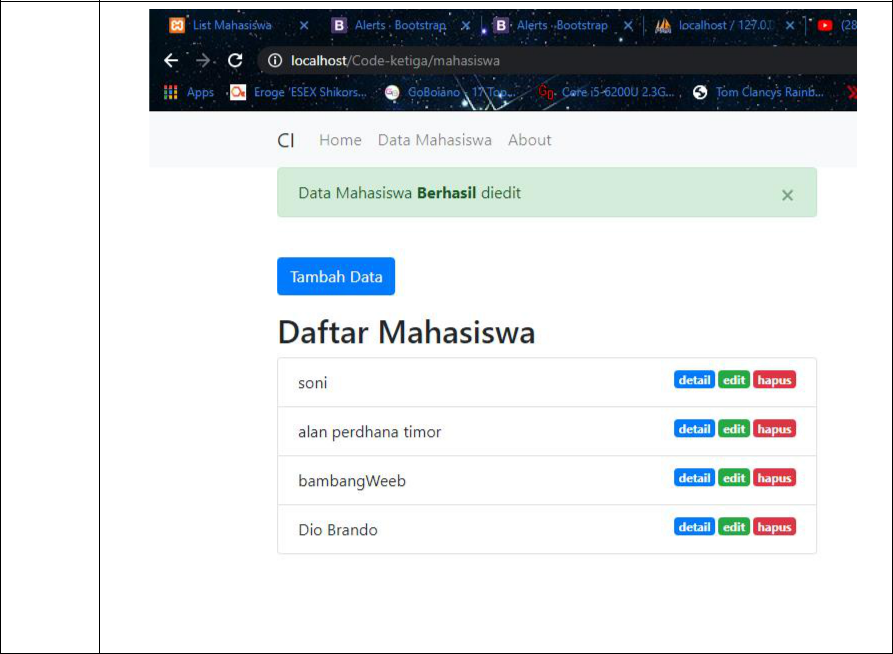 List Mahasiswa
Alerts · Bootstrap
Alerts · Bootstrap
localhost / 127.0.
(28
localhost/Code-ketiga/mahasiswa
Apps
Eroge 'ESEX Shikors...
GoBoiano - 17 Top...
Core i5-6200U 2.3G...
Tom Clancys Rainb...
CI Home Data Mahasiswa About
Data Mahasiswa Berhasil diedit ×
Tambah Data
Daftar Mahasiswa
soni detail edit hapus
alan perdhana timor detail edit hapus
bambangWeeb detail edit hapus
Dio Brando detail edit hapus